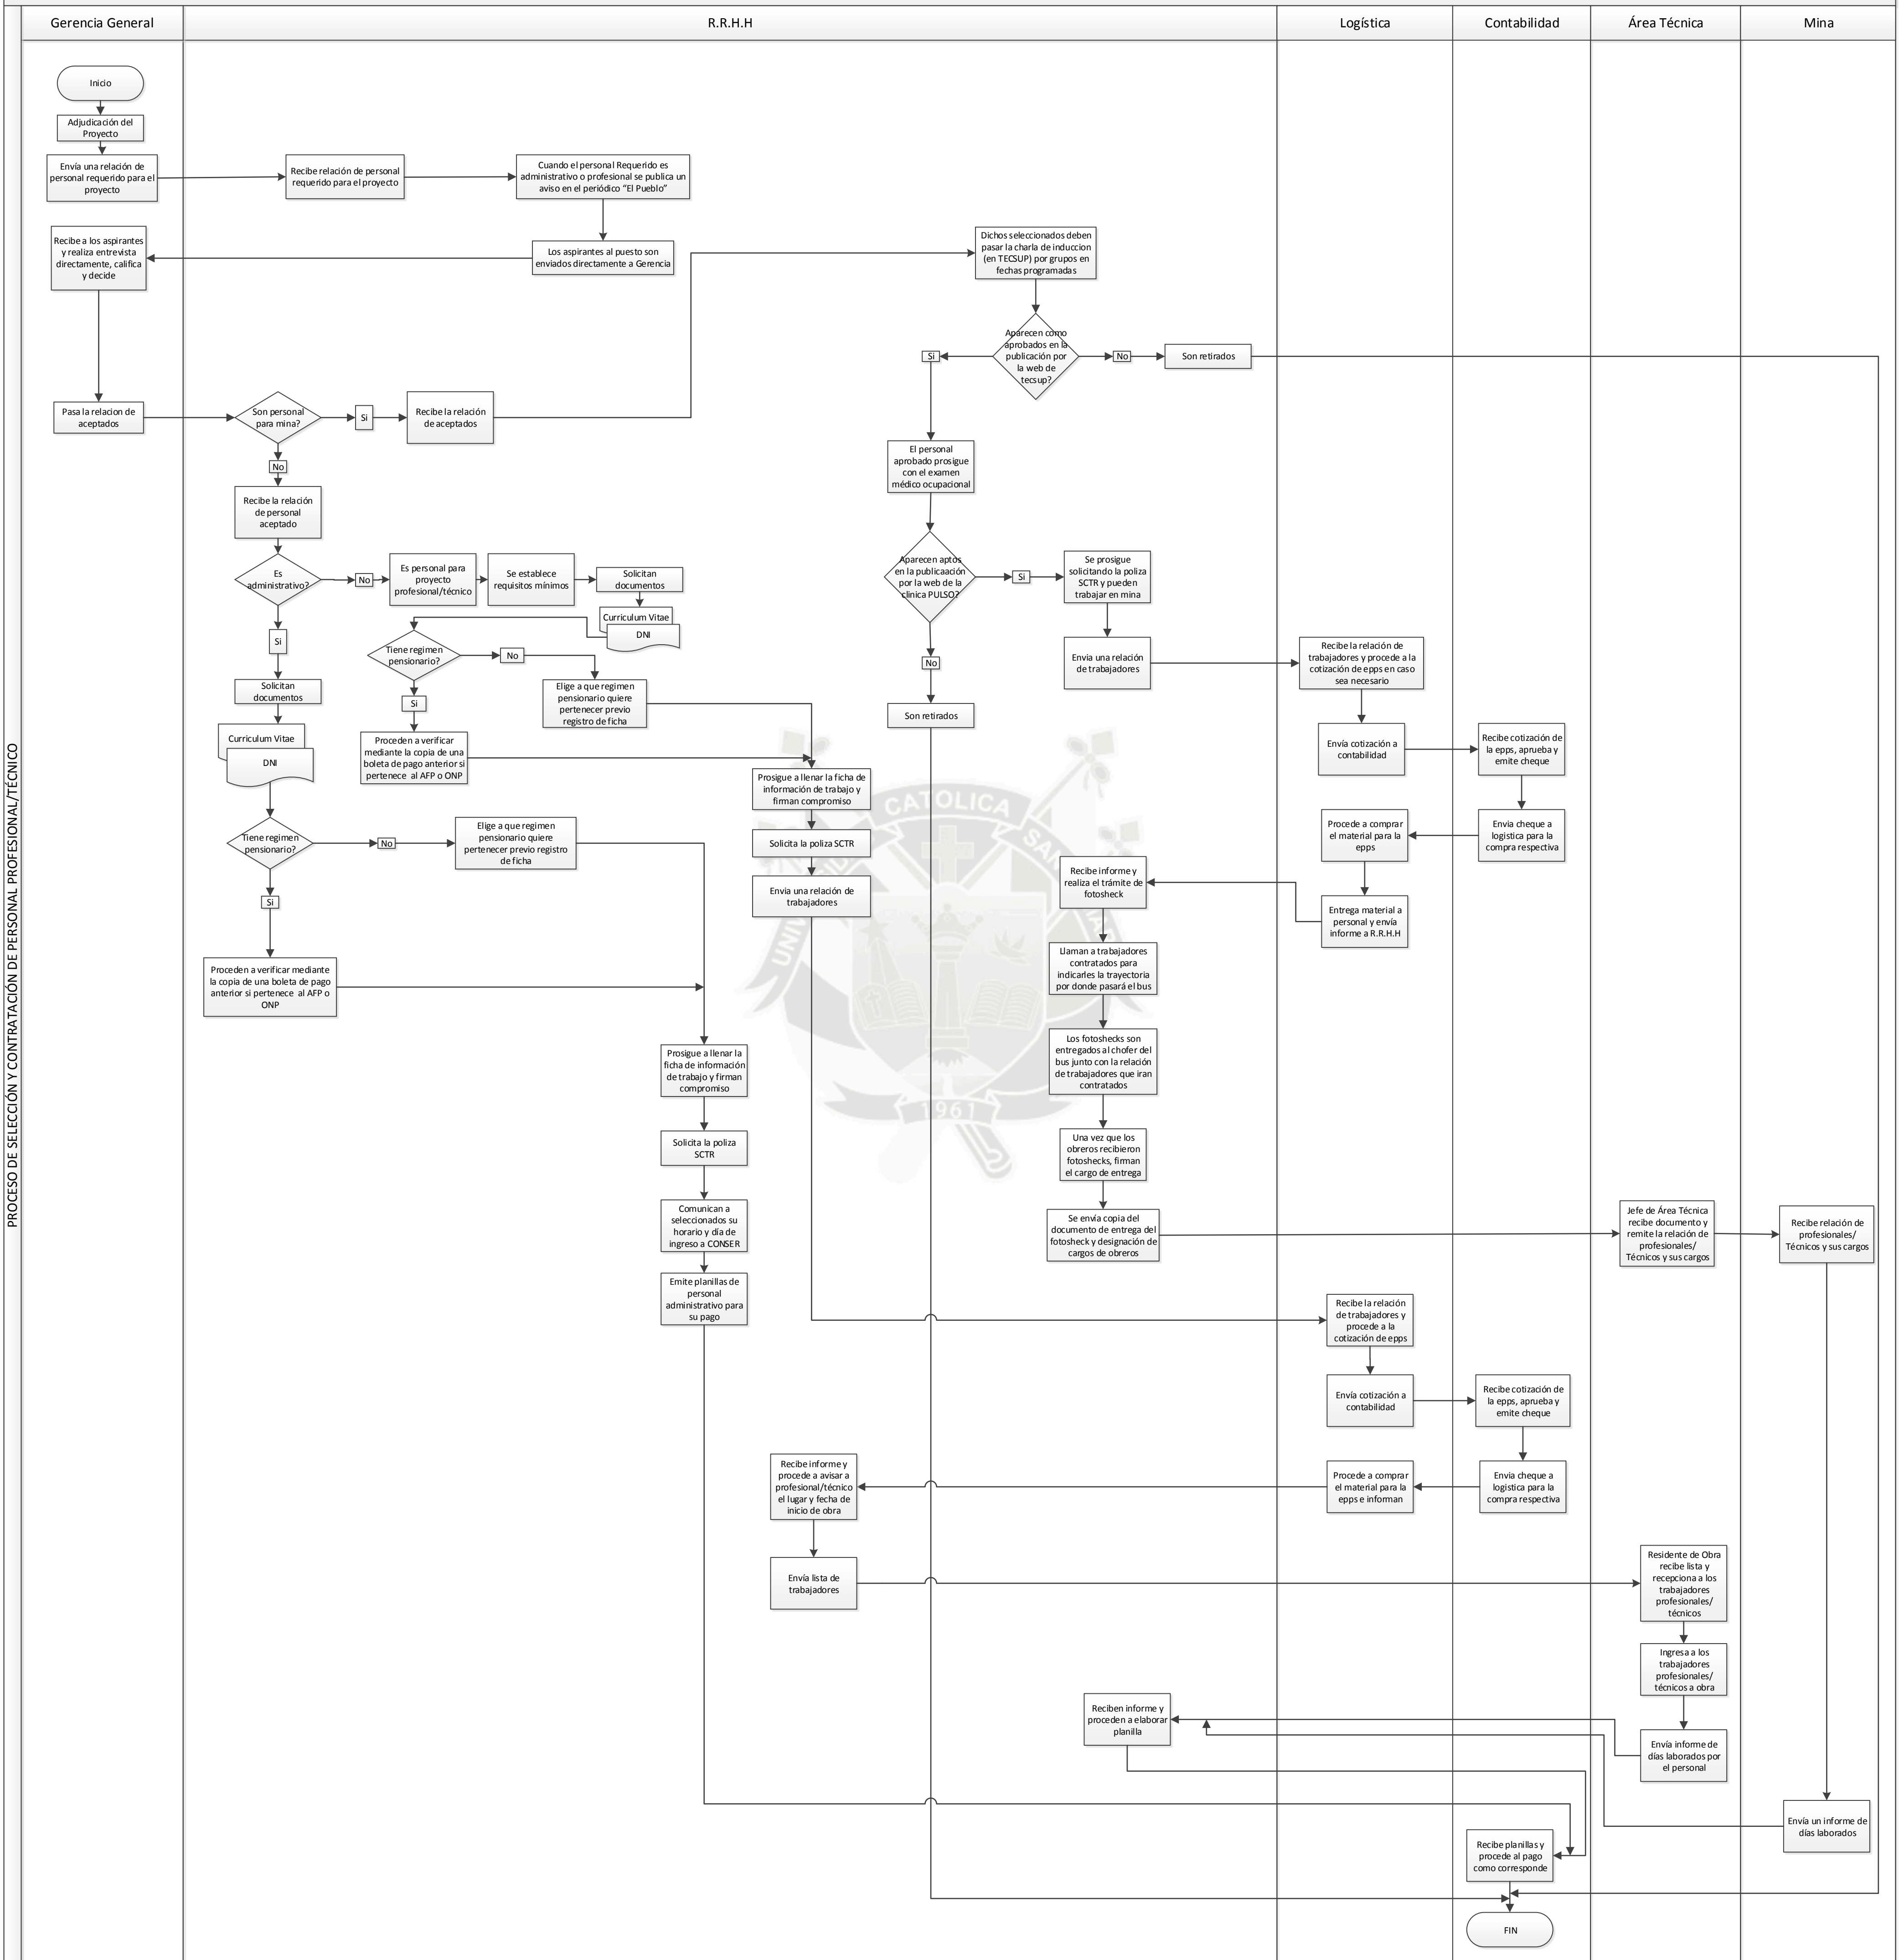 PROCESO DE SELECCIÓN Y CONTRATACIÓN DE PERSONAL PROFESIONAL/TÉCNICO
Gerencia General
R.R.H.H
Logística
Contabilidad
Área Técnica
Mina
Inicio
Adjudicación del
Proyecto
Envía una relación de
personal requerido para el
proyecto
Recibe relación de personal
requerido para el proyecto
Cuando el personal Requerido es
administrativo o profesional se publica un
aviso en el periódico "El Pueblo"
Los aspirantes al puesto son
enviados directamente a Gerencia
Recibe a los aspirantes
y realiza entrevista
directamente, califica
y decide
Pasa la relacion de
aceptados
Son personal
para mina?
Si
Recibe la relación
de aceptados
Dichos seleccionados deben
pasar la charla de induccion
(en TECSUP) por grupos en
fechas programadas
Aparecen como
aprobados en la
publicación por
la web de
tecsup?
Si
No
Son retirados
No
Recibe la relación
de personal
aceptado
El personal
aprobado prosigue
con el examen
médico ocupacional
Es
administrativo?
No
Es personal para
proyecto
profesional/técnico
Se establece
requisitos mínimos
Solicitan
documentos
Curriculum Vitae
DNI
Aparecen aptos
en la publicaación
por la web de la
clinica PULSO?
Si
Se prosigue
solicitando la poliza
SCTR y pueden
trabajar en mina
Si
Tiene regimen
pensionario?
No
No
Envia una relación
de trabajadores
Recibe la relación de
trabajadores y procede a la
cotización de epps en caso
sea necesario
Solicitan
documentos
Si
Elige a que regimen
pensionario quiere
pertenecer previo
registro de ficha
Son retirados
Curriculum Vitae
DNI
Proceden a verificar
mediante la copia de una
boleta de pago anterior si
pertenece al AFP o ONP
Envía cotización a
contabilidad
Recibe cotización de
la epps, aprueba y
emite cheque
Prosigue a llenar la ficha de
información de trabajo y
firman compromiso
Tiene regimen
pensionario?
No
Elige a que regimen
pensionario quiere
pertenecer previo registro
de ficha
Solicita la poliza SCTR
Procede a comprar
el material para la
epps
Envia cheque a
logistica para la
compra respectiva
CATOLICA
1961
Si
Envia una relación de
trabajadores
Recibe informe y
realiza el trámite de
fotosheck
Entrega material a
personal y envía
informe a R.R.H.H
Proceden a verificar mediante
la copia de una boleta de pago
anterior si pertenece al AFP o
ONP
Llaman a trabajadores
contratados para
indicarles la trayectoria
por donde pasará el bus
Prosigue a llenar la
ficha de información
de trabajo y firman
compromiso
Los fotoshecks son
entregados al chofer del
bus junto con la relación
de trabajadores que iran
contratados
Solicita la poliza
SCTR
Una vez que los
obreros recibieron
fotoshecks, firman
el cargo de entrega
Comunican a
seleccionados su
horario y día de
ingreso a CONSER
Se envía copia del
documento de entrega del
fotosheck y designación de
cargos de obreros
Jefe de Área Técnica
recibe documento y
remite la relación de
profesionales/
Técnicos y sus cargos
Recibe relación de
profesionales/
Técnicos y sus cargos
Emite planillas de
personal
administrativo para
su pago
Recibe la relación
de trabajadores y
procede a la
cotización de epps
Envía cotización a
contabilidad
Recibe cotización de
la epps, aprueba y
emite cheque
Recibe informe y
procede a avisar a
profesional/técnico
el lugar y fecha de
inicio de obra
Procede a comprar
el material para la
epps e informan
Envia cheque a
logistica para la
compra respectiva
Envía lista de
trabajadores
Residente de Obra
recibe lista y
recepciona a los
trabajadores
profesionales/
técnicos
Ingresa a los
trabajadores
profesionales/
técnicos a obra
Reciben informe y
proceden a elaborar
planilla
Envía informe de
días laborados por
el personal
Envía un informe de
días laborados
Recibe planillas y
procede al pago
como corresponde
FIN